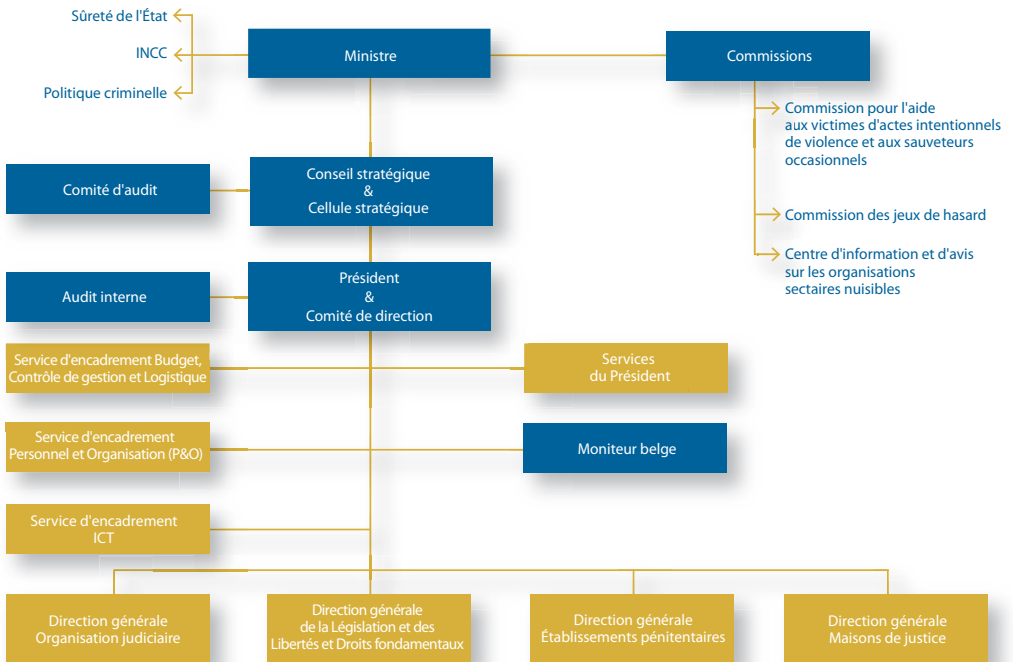 Sûreté de l'État
INCC
Politique criminelle
Ministre
Commissions
Commission pour l'aide
aux victimes d'actes intentionnels
de violence et aux sauveteurs
occasionnels
Commission des jeux de hasard
Centre d'information et d'avis
sur les organisations
sectaires nuisibles
Comité d'audit
Conseil stratégique
&
Cellule stratégique
Audit interne
Président
&
Comité de direction
Service d'encadrement Budget,
Contrôle de gestion et Logistique
Services
du Président
Service d'encadrement
Personnel et Organisation (P&O)
Moniteur belge
Service d'encadrement
ICT
Direction générale
Organisation judiciaire
Direction générale
de la Législation et des
Libertés et Droits fondamentaux
Direction générale
Établissements pénitentaires
Direction générale
Maisons de justice